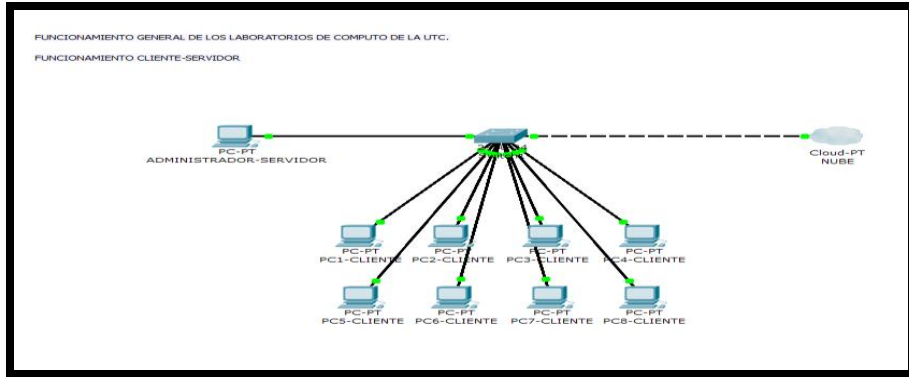 FUNCIONAMIENTO GENERAL DE LOS LABORATORIOS DE COMPUTO DE LA UTC.
FUNCIONAMIENTO CLIENTE-SERVIDOR
PC-PT
ADMINISTRADOR-SERVIDOR
Cloud-PT
NUBE
PC-PT
PC1-CLIENTE
PC-PT
PC2-CLIENTE
PC-PT
PC3-CLIENTE
PC-PT
PC4-CLIENTE
PC-PT
PC5-CLIENTE
PC-PT
PC6-CLIENTE
PC-PT
PC7-CLIENTE
PC-PT
PC8-CLIENTE